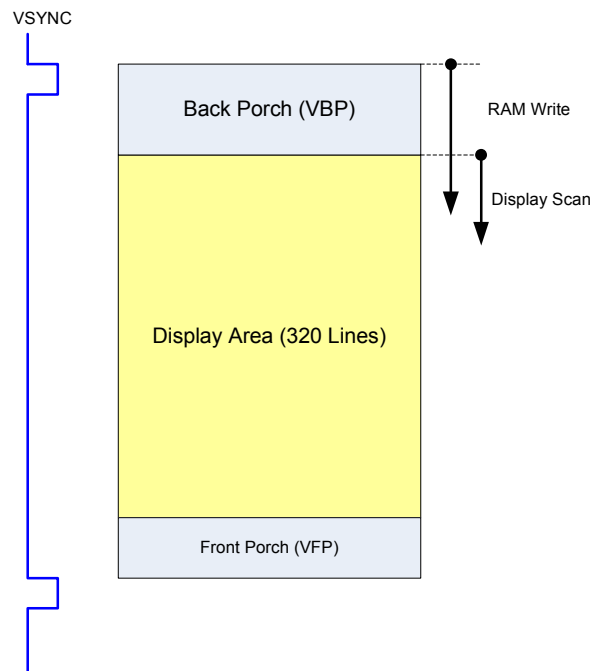 VSYNC
Back Porch (VBP)
RAM Write
Display Scan
Display Area (320 Lines)
Front Porch (VFP)